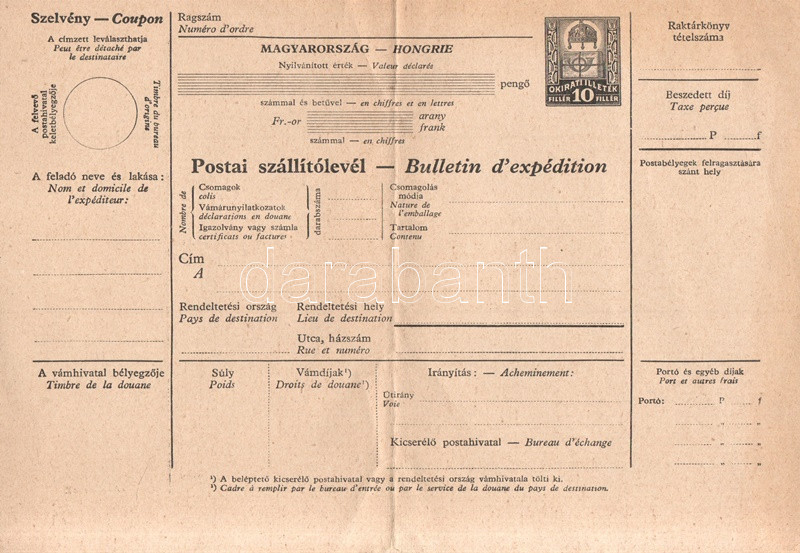 Szelvény — Coupon
A címzett leválaszthatja
Peut être détaché par
le destinataire
A felvevő
postahivatal
keletbélyegzője
Timbre du bureau
d'origine
A feladó neve és lakása :
Nom et domicile de
l'expéditeur:
A vámhivatal bélyegzője
Timbre de la douane
Ragszám
Numéro d'ordre
MAGYARORSZÁG — HONGRIE
Nyilvánított érték — Valeur déclarée
pengő
számmal és betűvel — en chiffres et en lettres
Fr.-or
arany
frank
számmal — en chiffres
OKIRATI ILLETÉK
FILLÉR 10 FILLÉR
Postai szállítólevél — Bulletin d'expédition
Nombre de
Csomagok
colis
Vámárunyilatkozatok
déclarations en douane
Igazolvány vagy számla
certificats ou factures
darabszáma
Csomagolás
módja
Nature de
l'emballage
Tartalom
Contenu
Cím
A
darabanth
Rendeltetési ország
Pays de destination
Rendeltetési hely
Lieu de destination
Utca, házszám
Rue et numéro
Súly
Poids
Vámdíjak¹)
Droits de douane¹)
Irányítás : — Acheminement:
Útirány
Voie
Kicserélő postahivatal — Bureau d'échange
¹) A beléptető kicserélő postahivatal vagy a rendeltetési ország vámhivatala tölti ki.
¹) Cadre à remplir par le bureau d'entrée ou par le service de la douane du pays de destination.
Raktárkönyv
tételszáma
Beszedett díj
Taxe perçue
P f
Postabélyegek felragasztására
szánt hely
Portó és egyéb díjak
Port et autres frais
Portó: P f
„ „
„ „
„ „